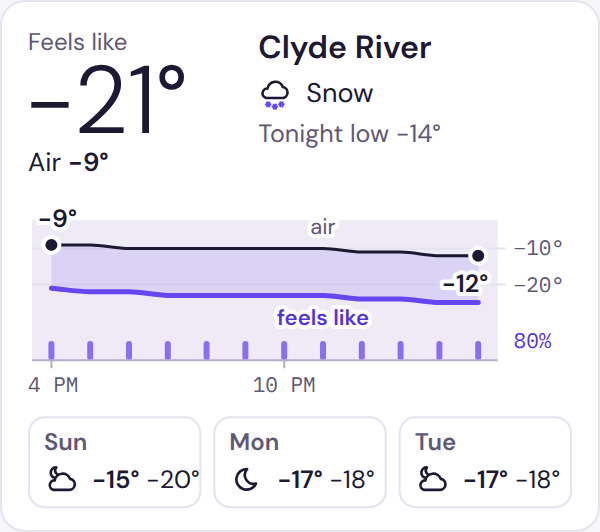 Feels like
−21°
Air −9°
Clyde River
Snow
Tonight low −14°
−9°
air
−10°
−12°
−20°
feels like
80%
4 PM
10 PM
Sun
−15° −20°
Mon
−17° −18°
Tue
−17° −18°